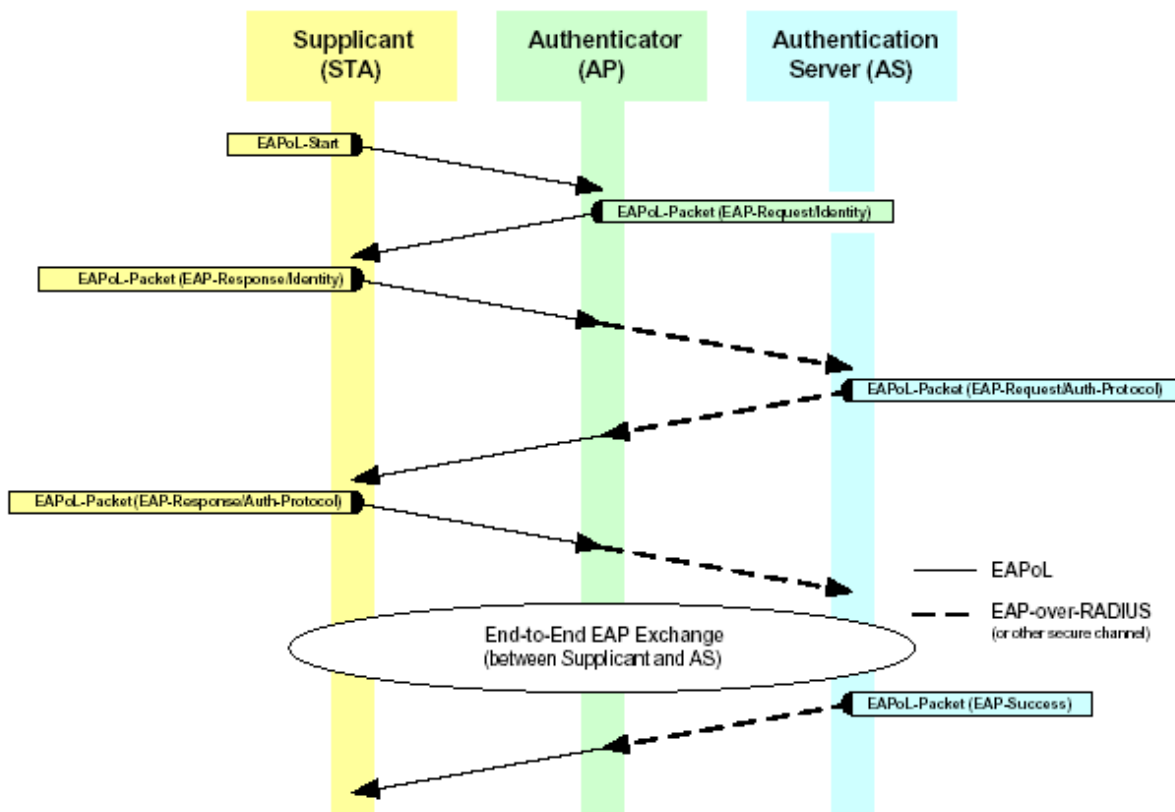 Supplicant
(STA)
Authenticator
(AP)
Authentication
Server (AS)
EAPoL-Start
EAPoL-Packet (EAP-Request/Identity)
EAPoL-Packet (EAP-Response/Identity)
EAPoL-Packet (EAP-Request/Auth-Protocol)
EAPoL-Packet (EAP-Response/Auth-Protocol)
EAPoL
EAP-over-RADIUS
(or other secure channel)
End-to-End EAP Exchange
(between Supplicant and AS)
EAPoL-Packet (EAP-Success)